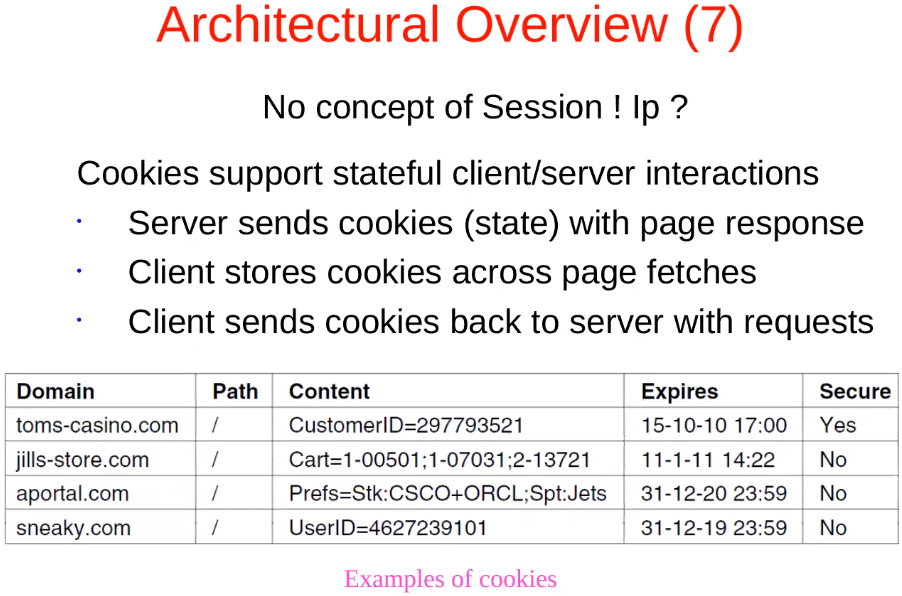 Architectural Overview (7)
No concept of Session ! Ip ?
Cookies support stateful client/server interactions
· Server sends cookies (state) with page response
· Client stores cookies across page fetches
· Client sends cookies back to server with requests
Domain Path Content Expires Secure
toms-casino.com / CustomerID=297793521 15-10-10 17:00 Yes
jills-store.com / Cart=1-00501;1-07031;2-13721 11-1-11 14:22 No
aportal.com / Prefs=Stk:CSCO+ORCL;Spt:Jets 31-12-20 23:59 No
sneaky.com / UserID=4627239101 31-12-19 23:59 No
Examples of cookies